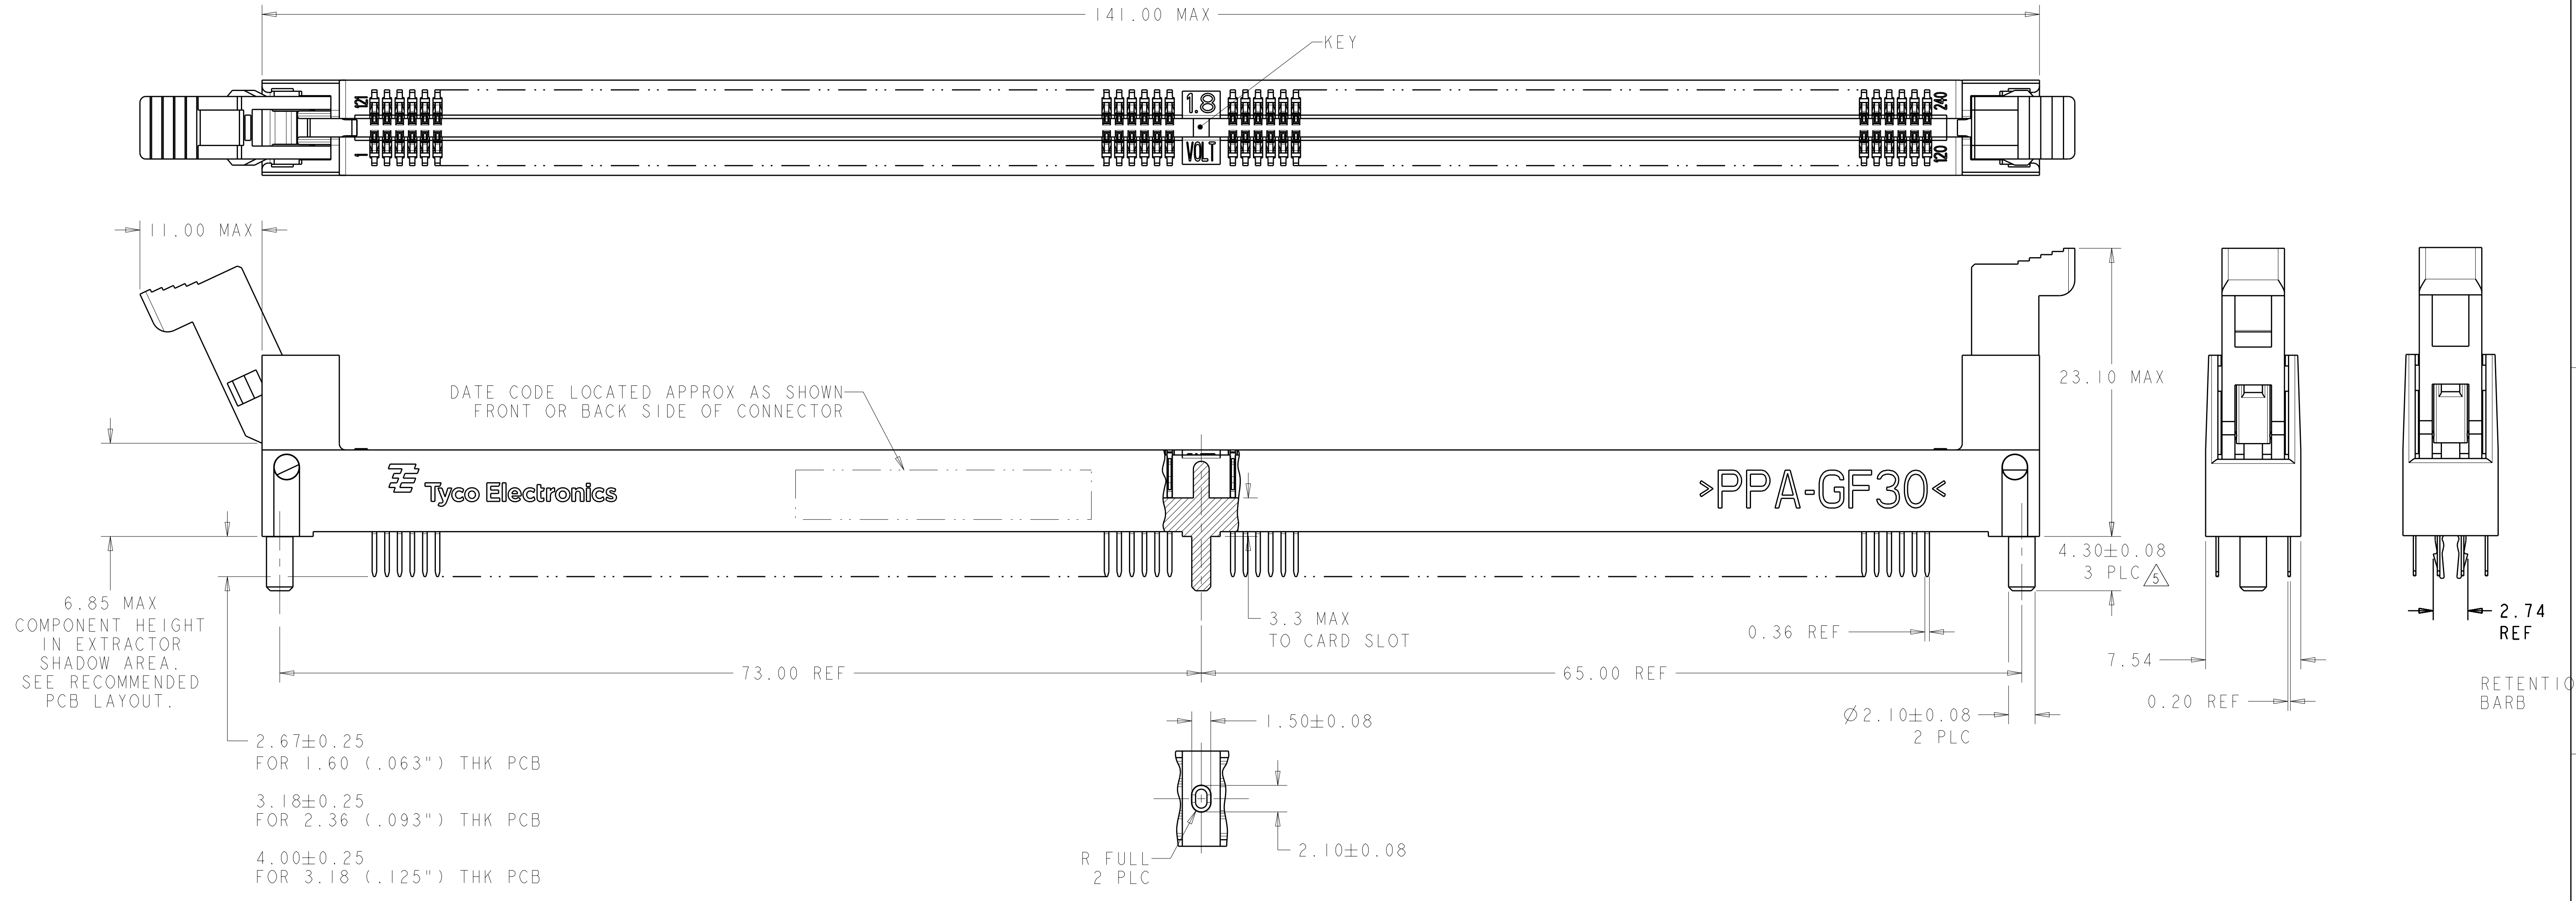 141.00 MAX
KEY
121
1.8
240
1
VOLT
120
11.00 MAX
23.10 MAX
DATE CODE LOCATED APPROX AS SHOWN
FRONT OR BACK SIDE OF CONNECTOR
Tyco Electronics
>PPA-GF30<
4.30±0.08
3 PLC 5
6.85 MAX
COMPONENT HEIGHT
IN EXTRACTOR
SHADOW AREA.
SEE RECOMMENDED
PCB LAYOUT.
3.3 MAX
TO CARD SLOT
0.36 REF
2.74
REF
73.00 REF
65.00 REF
7.54
0.20 REF
RETENTIO
BARB
Ø2.10±0.08
2 PLC
1.50±0.08
2.67±0.25
FOR 1.60 (.063") THK PCB
3.18±0.25
FOR 2.36 (.093") THK PCB
4.00±0.25
FOR 3.18 (.125") THK PCB
R FULL
2 PLC
2.10±0.08